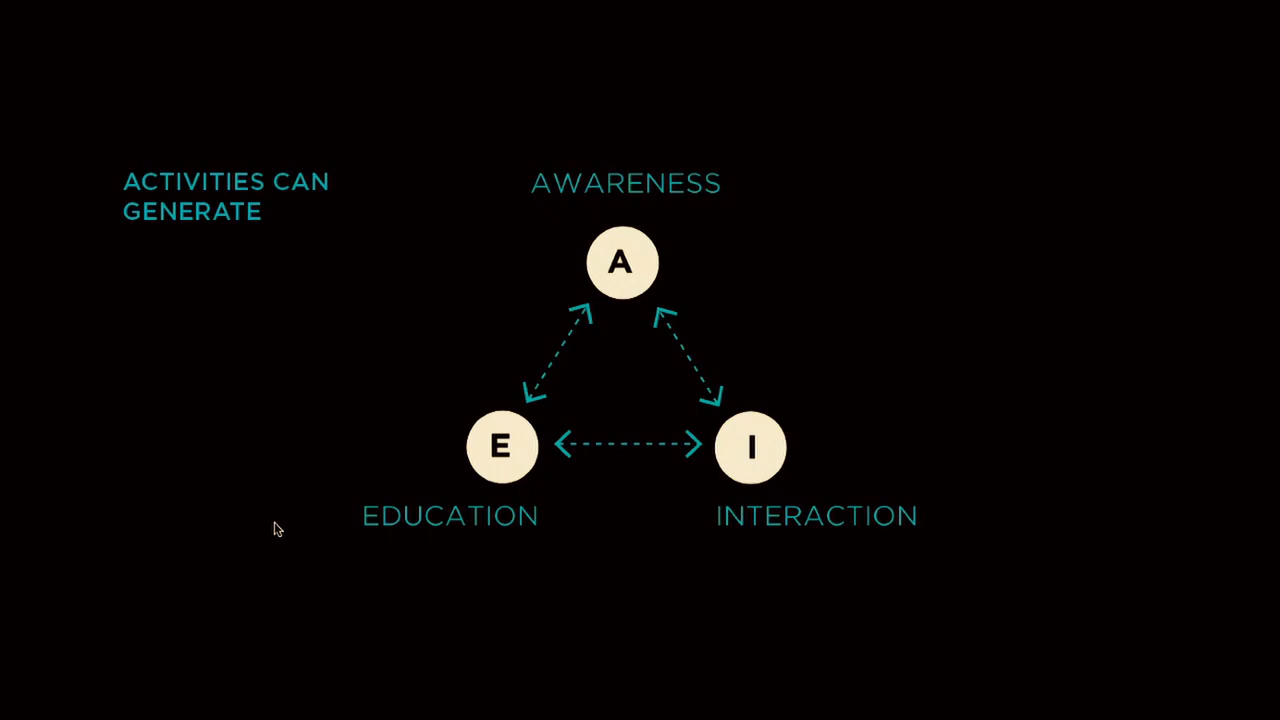 ACTIVITIES CAN
GENERATE
AWARENESS
A
E
I
EDUCATION
INTERACTION